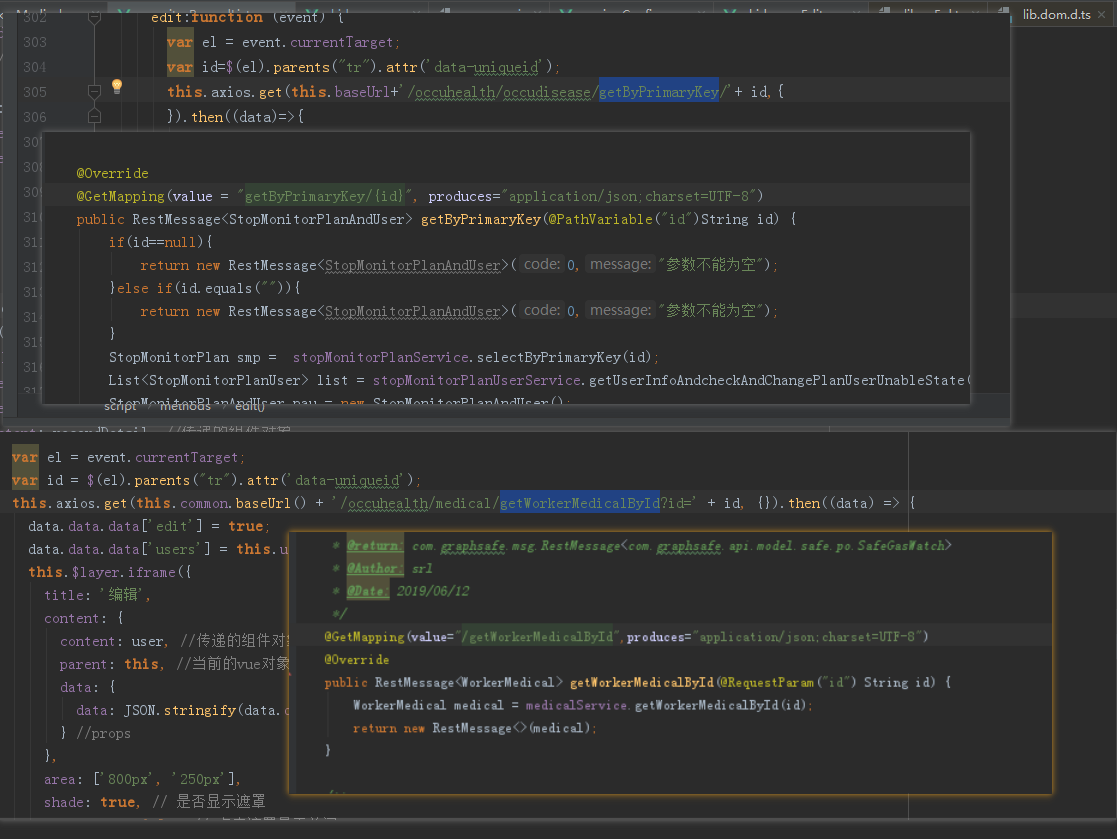 lib.dom.d.ts
302 edit:function (event) {
303 var el = event.currentTarget;
304 var id=$(el).parents("tr").attr('data-uniqueid');
305 this.axios.get(this.baseUrl+'/occuhealth/occudisease/getByPrimaryKey/'+ id, {
306 }).then((data)=>{
@Override
@GetMapping(value = "getByPrimaryKey/{id}", produces="application/json;charset=UTF-8")
public RestMessage<StopMonitorPlanAndUser> getByPrimaryKey(@PathVariable("id")String id) {
if(id==null){
return new RestMessage<StopMonitorPlanAndUser>( code: 0, message: "参数不能为空");
}else if(id.equals("")){
return new RestMessage<StopMonitorPlanAndUser>( code: 0, message: "参数不能为空");
}
StopMonitorPlan smp = stopMonitorPlanService.selectByPrimaryKey(id);
List<StopMonitorPlanUser> list = stopMonitorPlanUserService.getUserInfoAndcheckAndChangePlanUserUnableState(
StopMonitorPlanAndUser pau = new StopMonitorPlanAndUser();
script methods edit()
var el = event.currentTarget;
var id = $(el).parents("tr").attr('data-uniqueid');
this.axios.get(this.common.baseUrl() + '/occuhealth/medical/getWorkerMedicalById?id=' + id, {}).then((data) => {
data.data.data['edit'] = true;
data.data.data['users'] = this.u
this.$layer.iframe({
title: '编辑',
content: {
content: user, //传递的组件对象
parent: this, //当前的vue对象
data: {
data: JSON.stringify(data.d
} //props
},
area: ['800px', '250px'],
shade: true, // 是否显示遮罩
* @return: com.graphsafe.msg.RestMessage<com.graphsafe.api.model.safe.po.SafeGasWatch>
* @Author: srl
* @Date: 2019/06/12
*/
@GetMapping(value="/getWorkerMedicalById",produces="application/json;charset=UTF-8")
@Override
public RestMessage<WorkerMedical> getWorkerMedicalById(@RequestParam("id") String id) {
WorkerMedical medical = medicalService.getWorkerMedicalById(id);
return new RestMessage<>(medical);
}